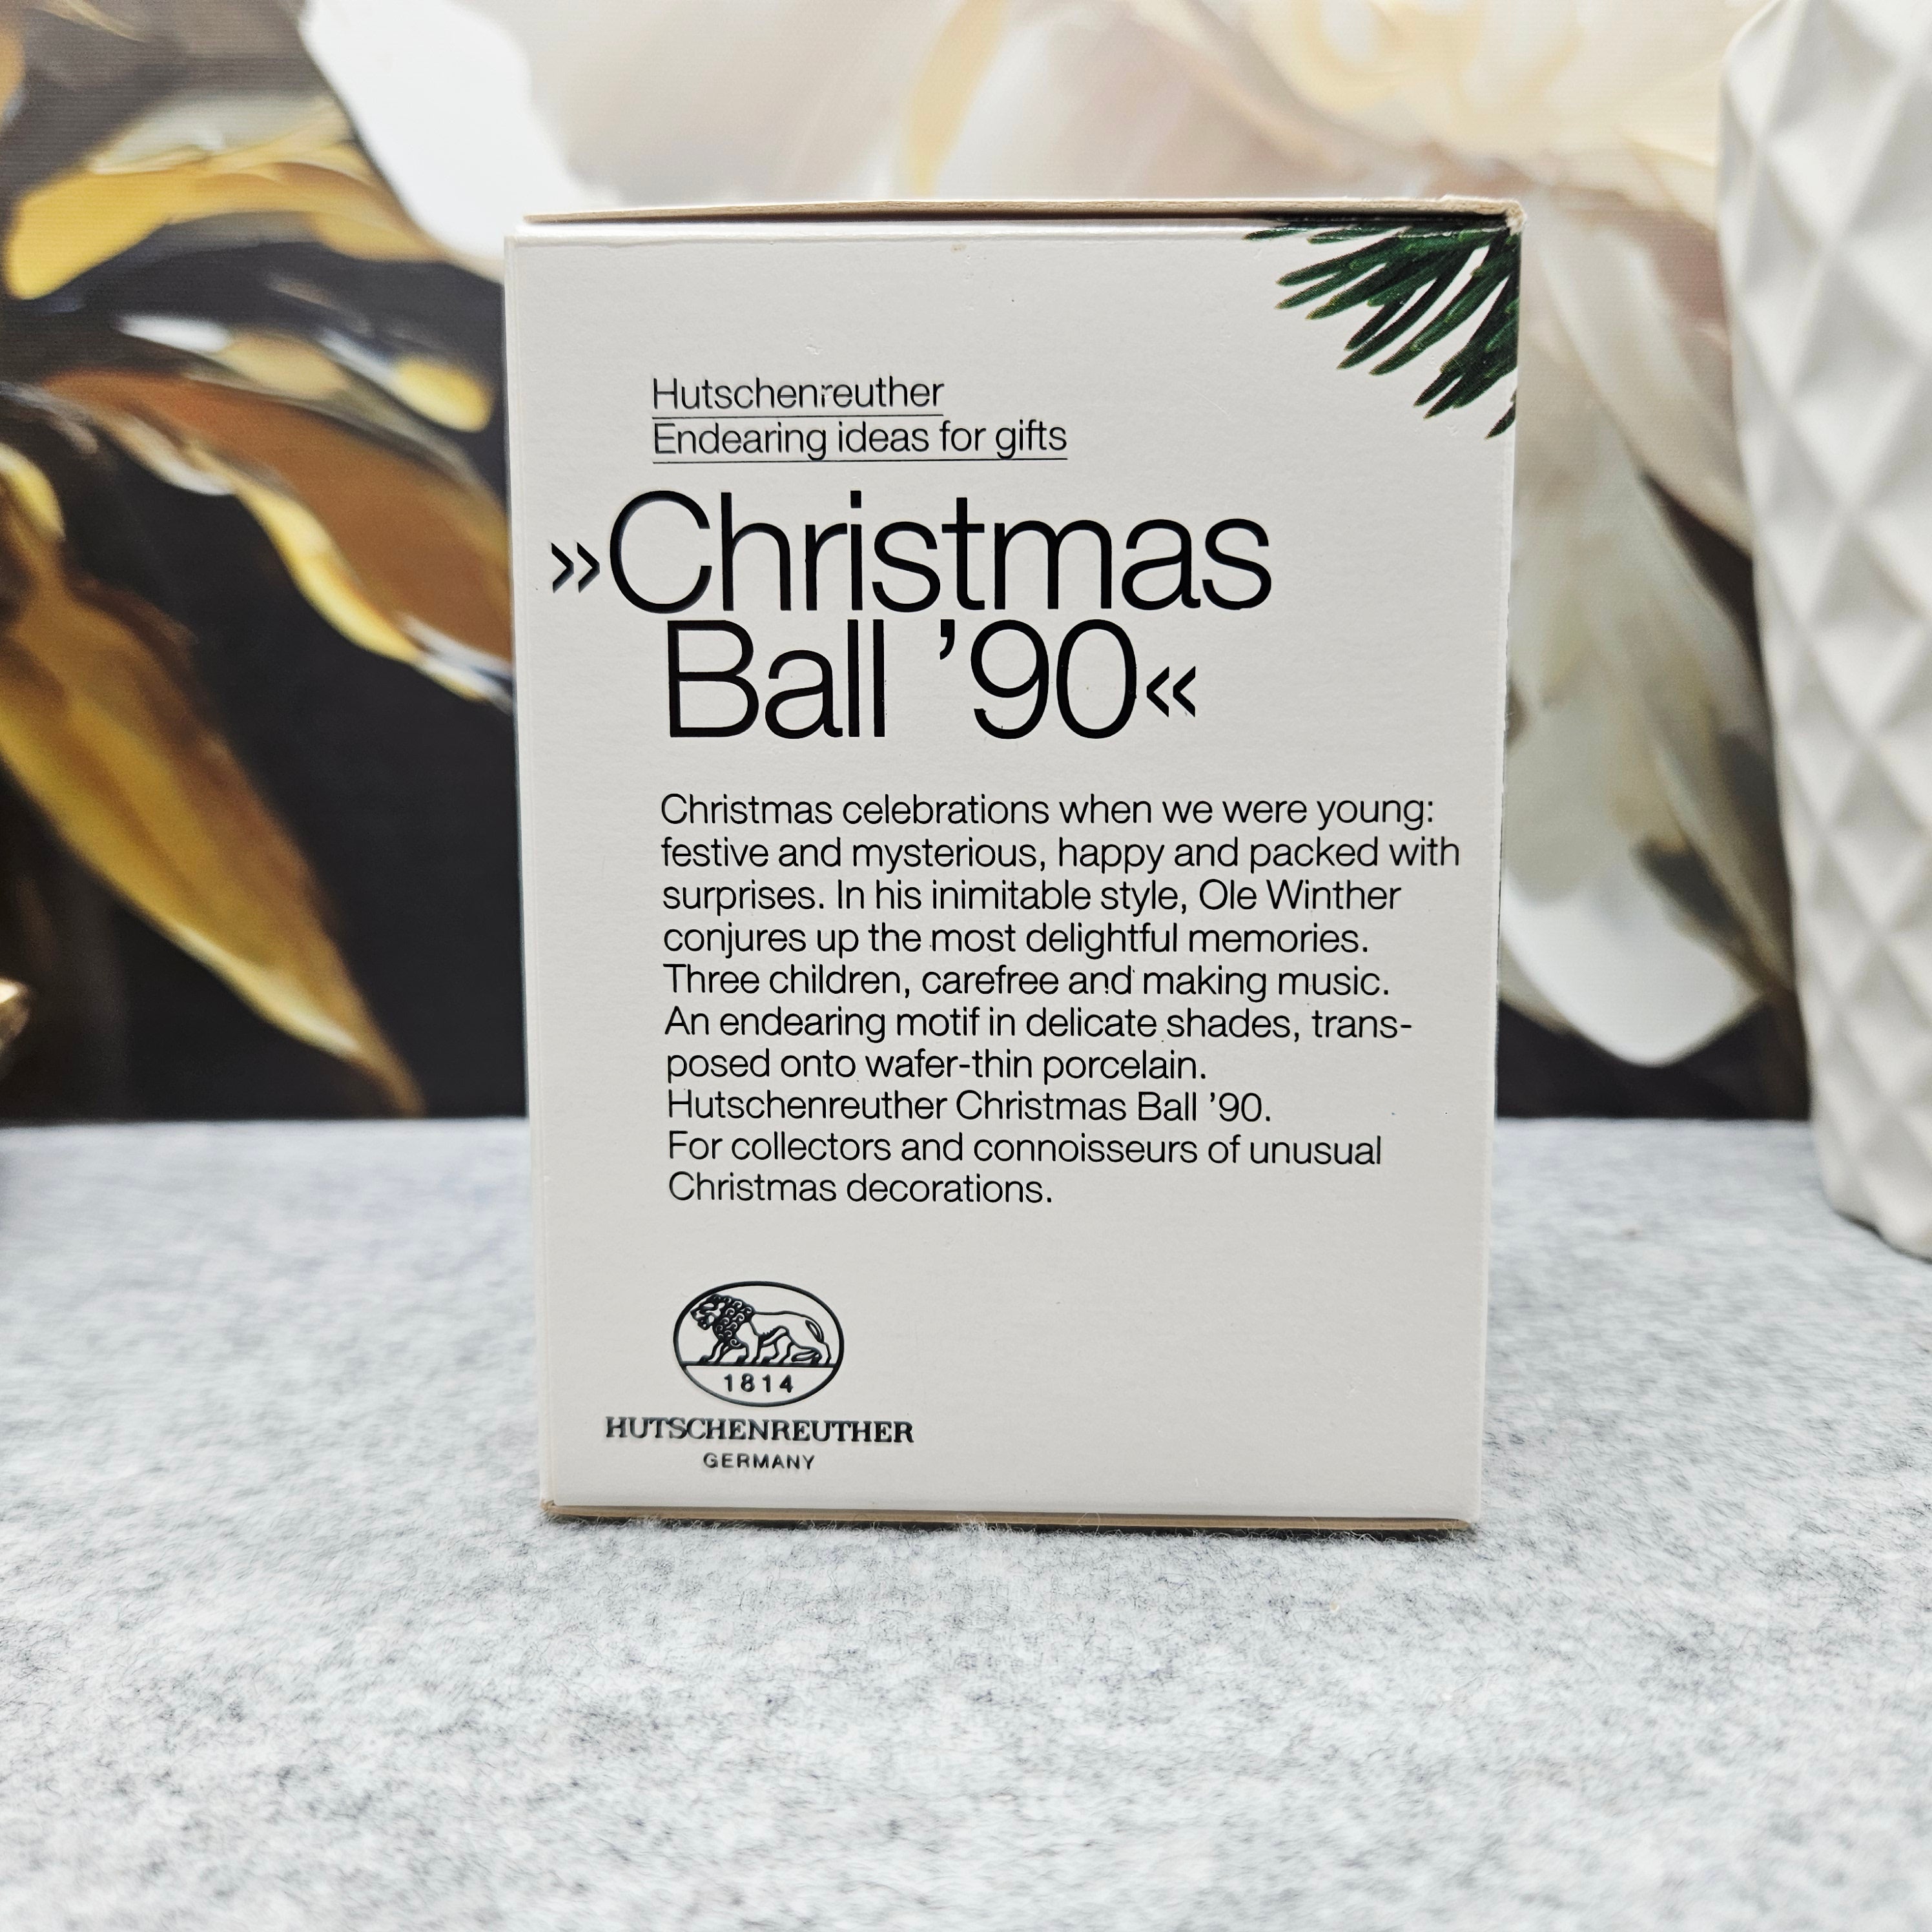 Hutschenreuther
Endearing ideas for gifts
»Christmas
Ball ’90«
Christmas celebrations when we were young:
festive and mysterious, happy and packed with
surprises. In his inimitable style, Ole Winther
conjures up the most delightful memories.
Three children, carefree and making music.
An endearing motif in delicate shades, trans-
posed onto wafer-thin porcelain.
Hutschenreuther Christmas Ball ’90.
For collectors and connoisseurs of unusual
Christmas decorations.
1814
HUTSCHENREUTHER
GERMANY